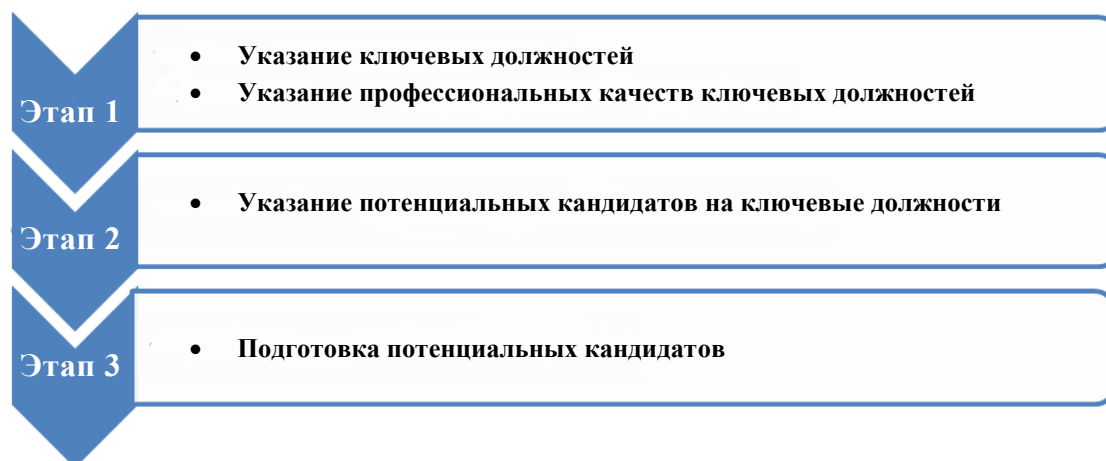 Этап 1
• Указание ключевых должностей
• Указание профессиональных качеств ключевых должностей
Этап 2
• Указание потенциальных кандидатов на ключевые должности
Этап 3
• Подготовка потенциальных кандидатов